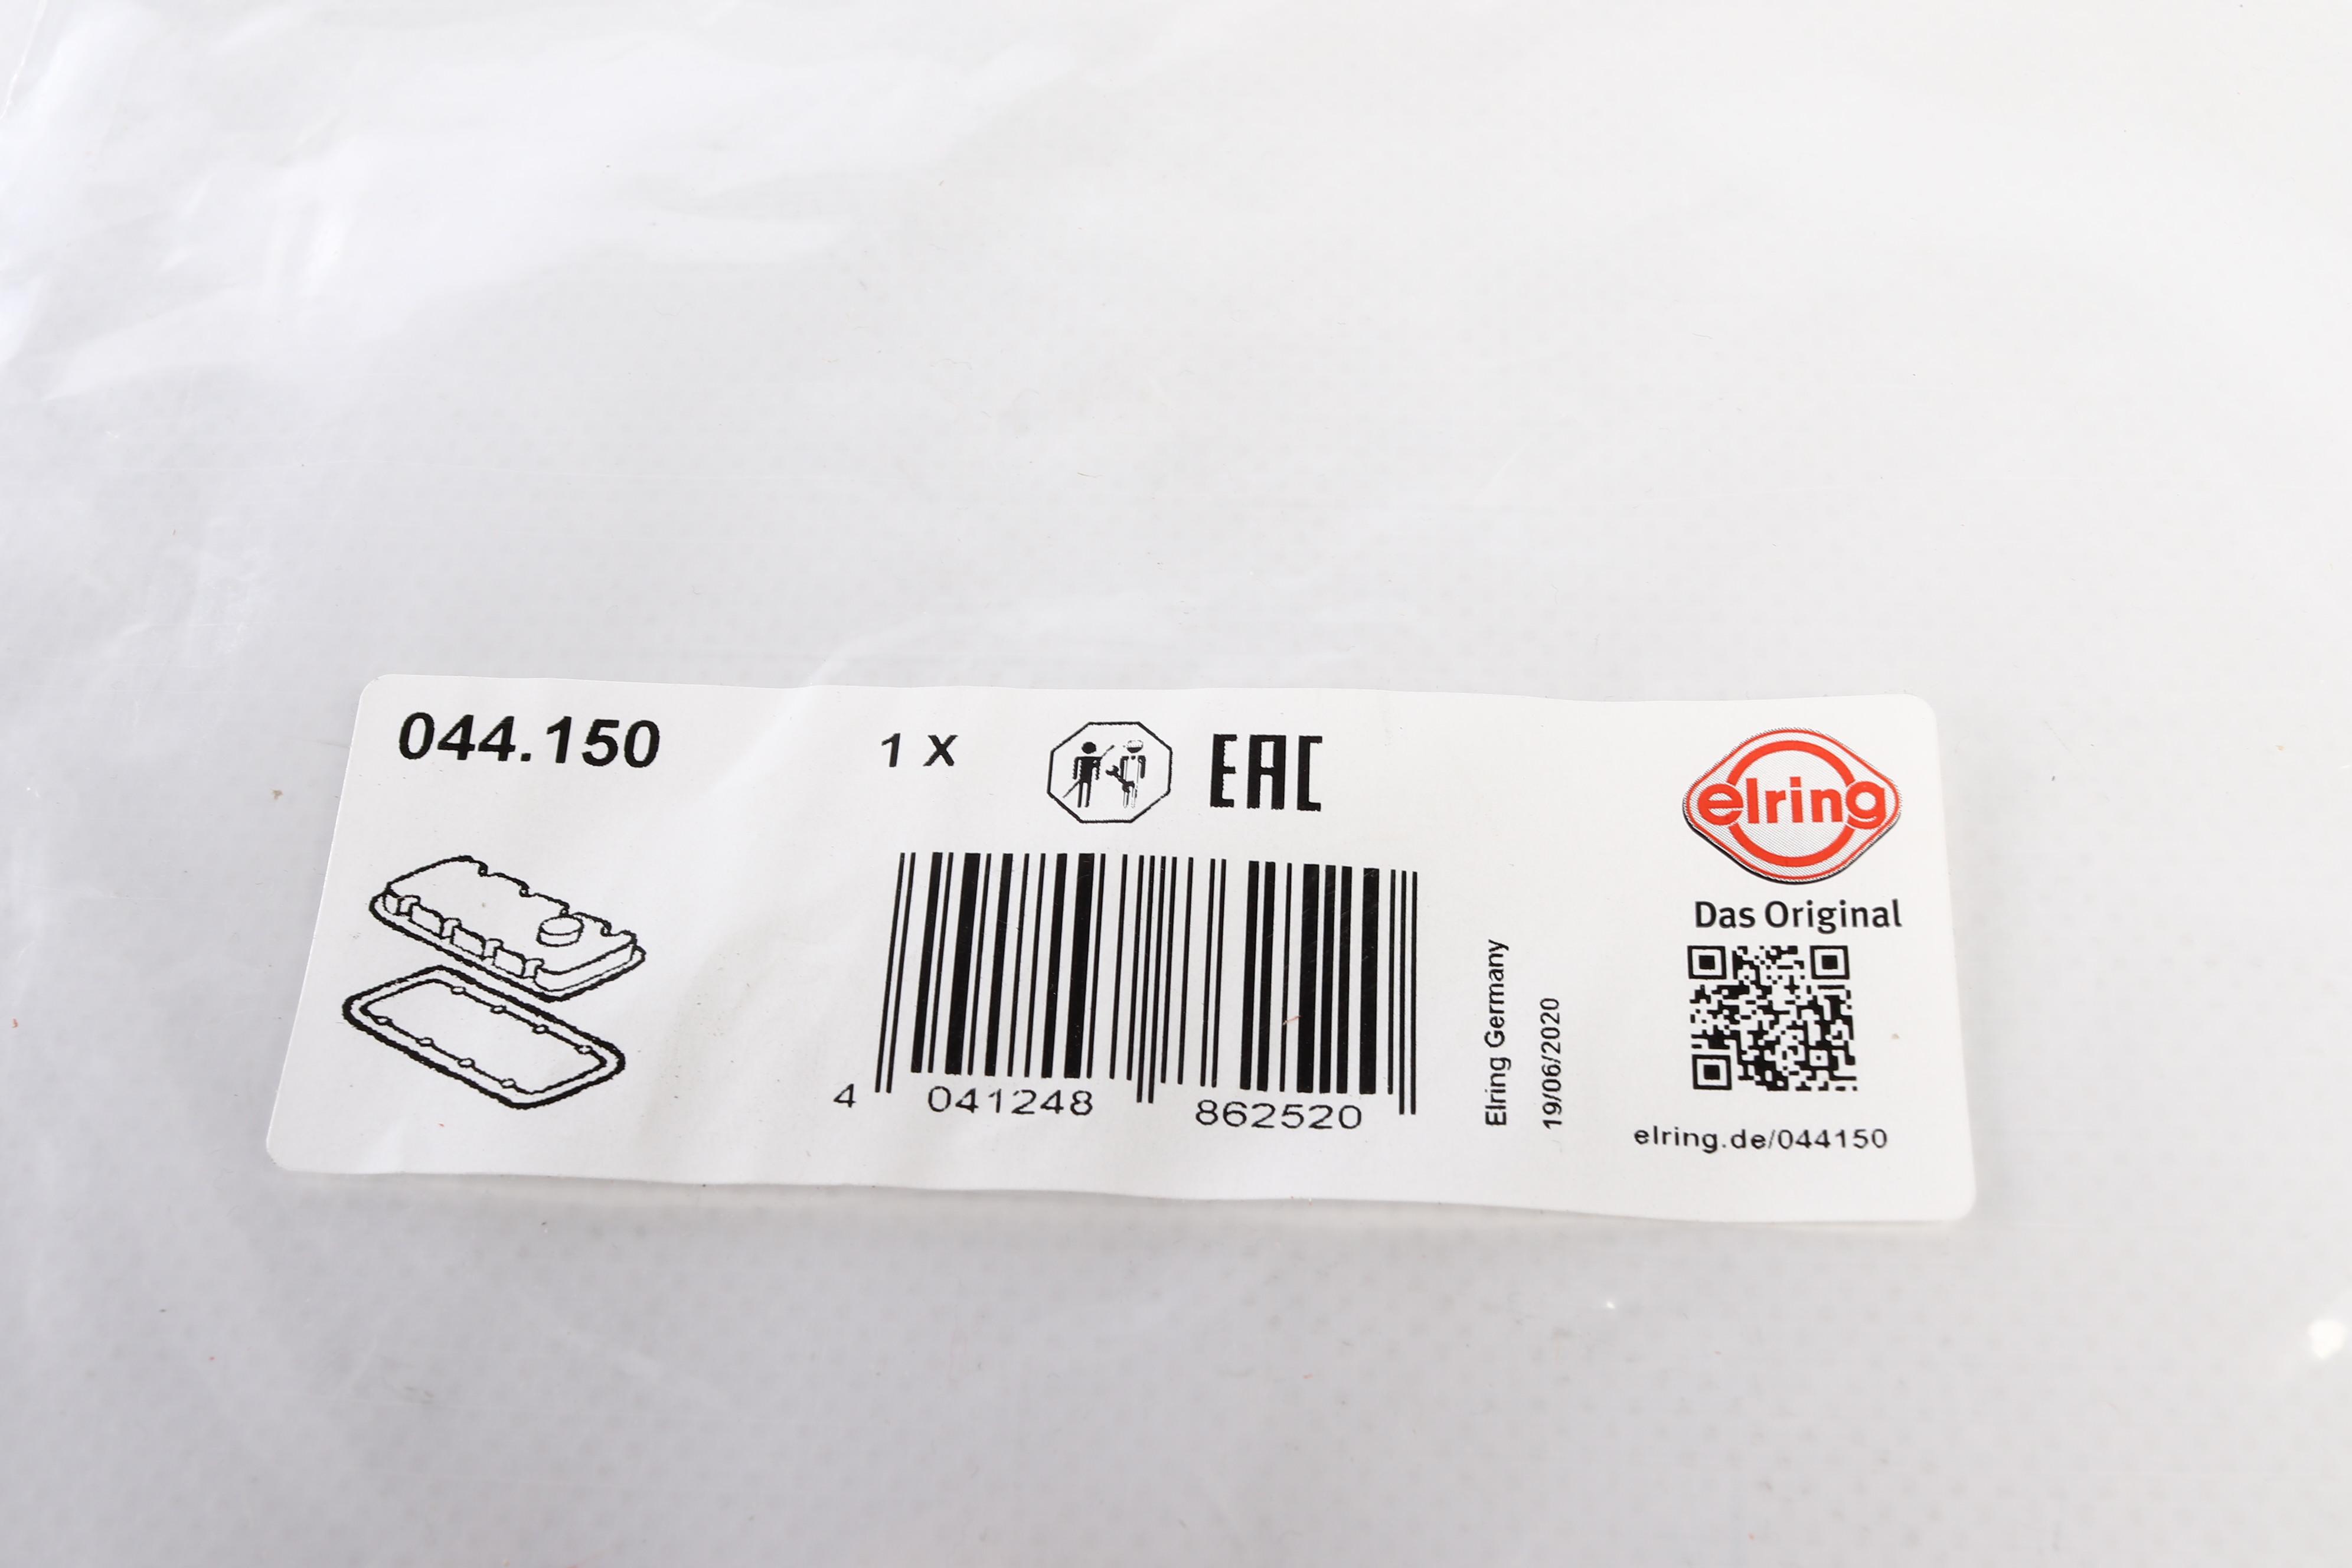 044.150
1 X
EAC
elring
Das Original
4 041248 862520
Elring Germany
19/06/2020
elring.de/044150